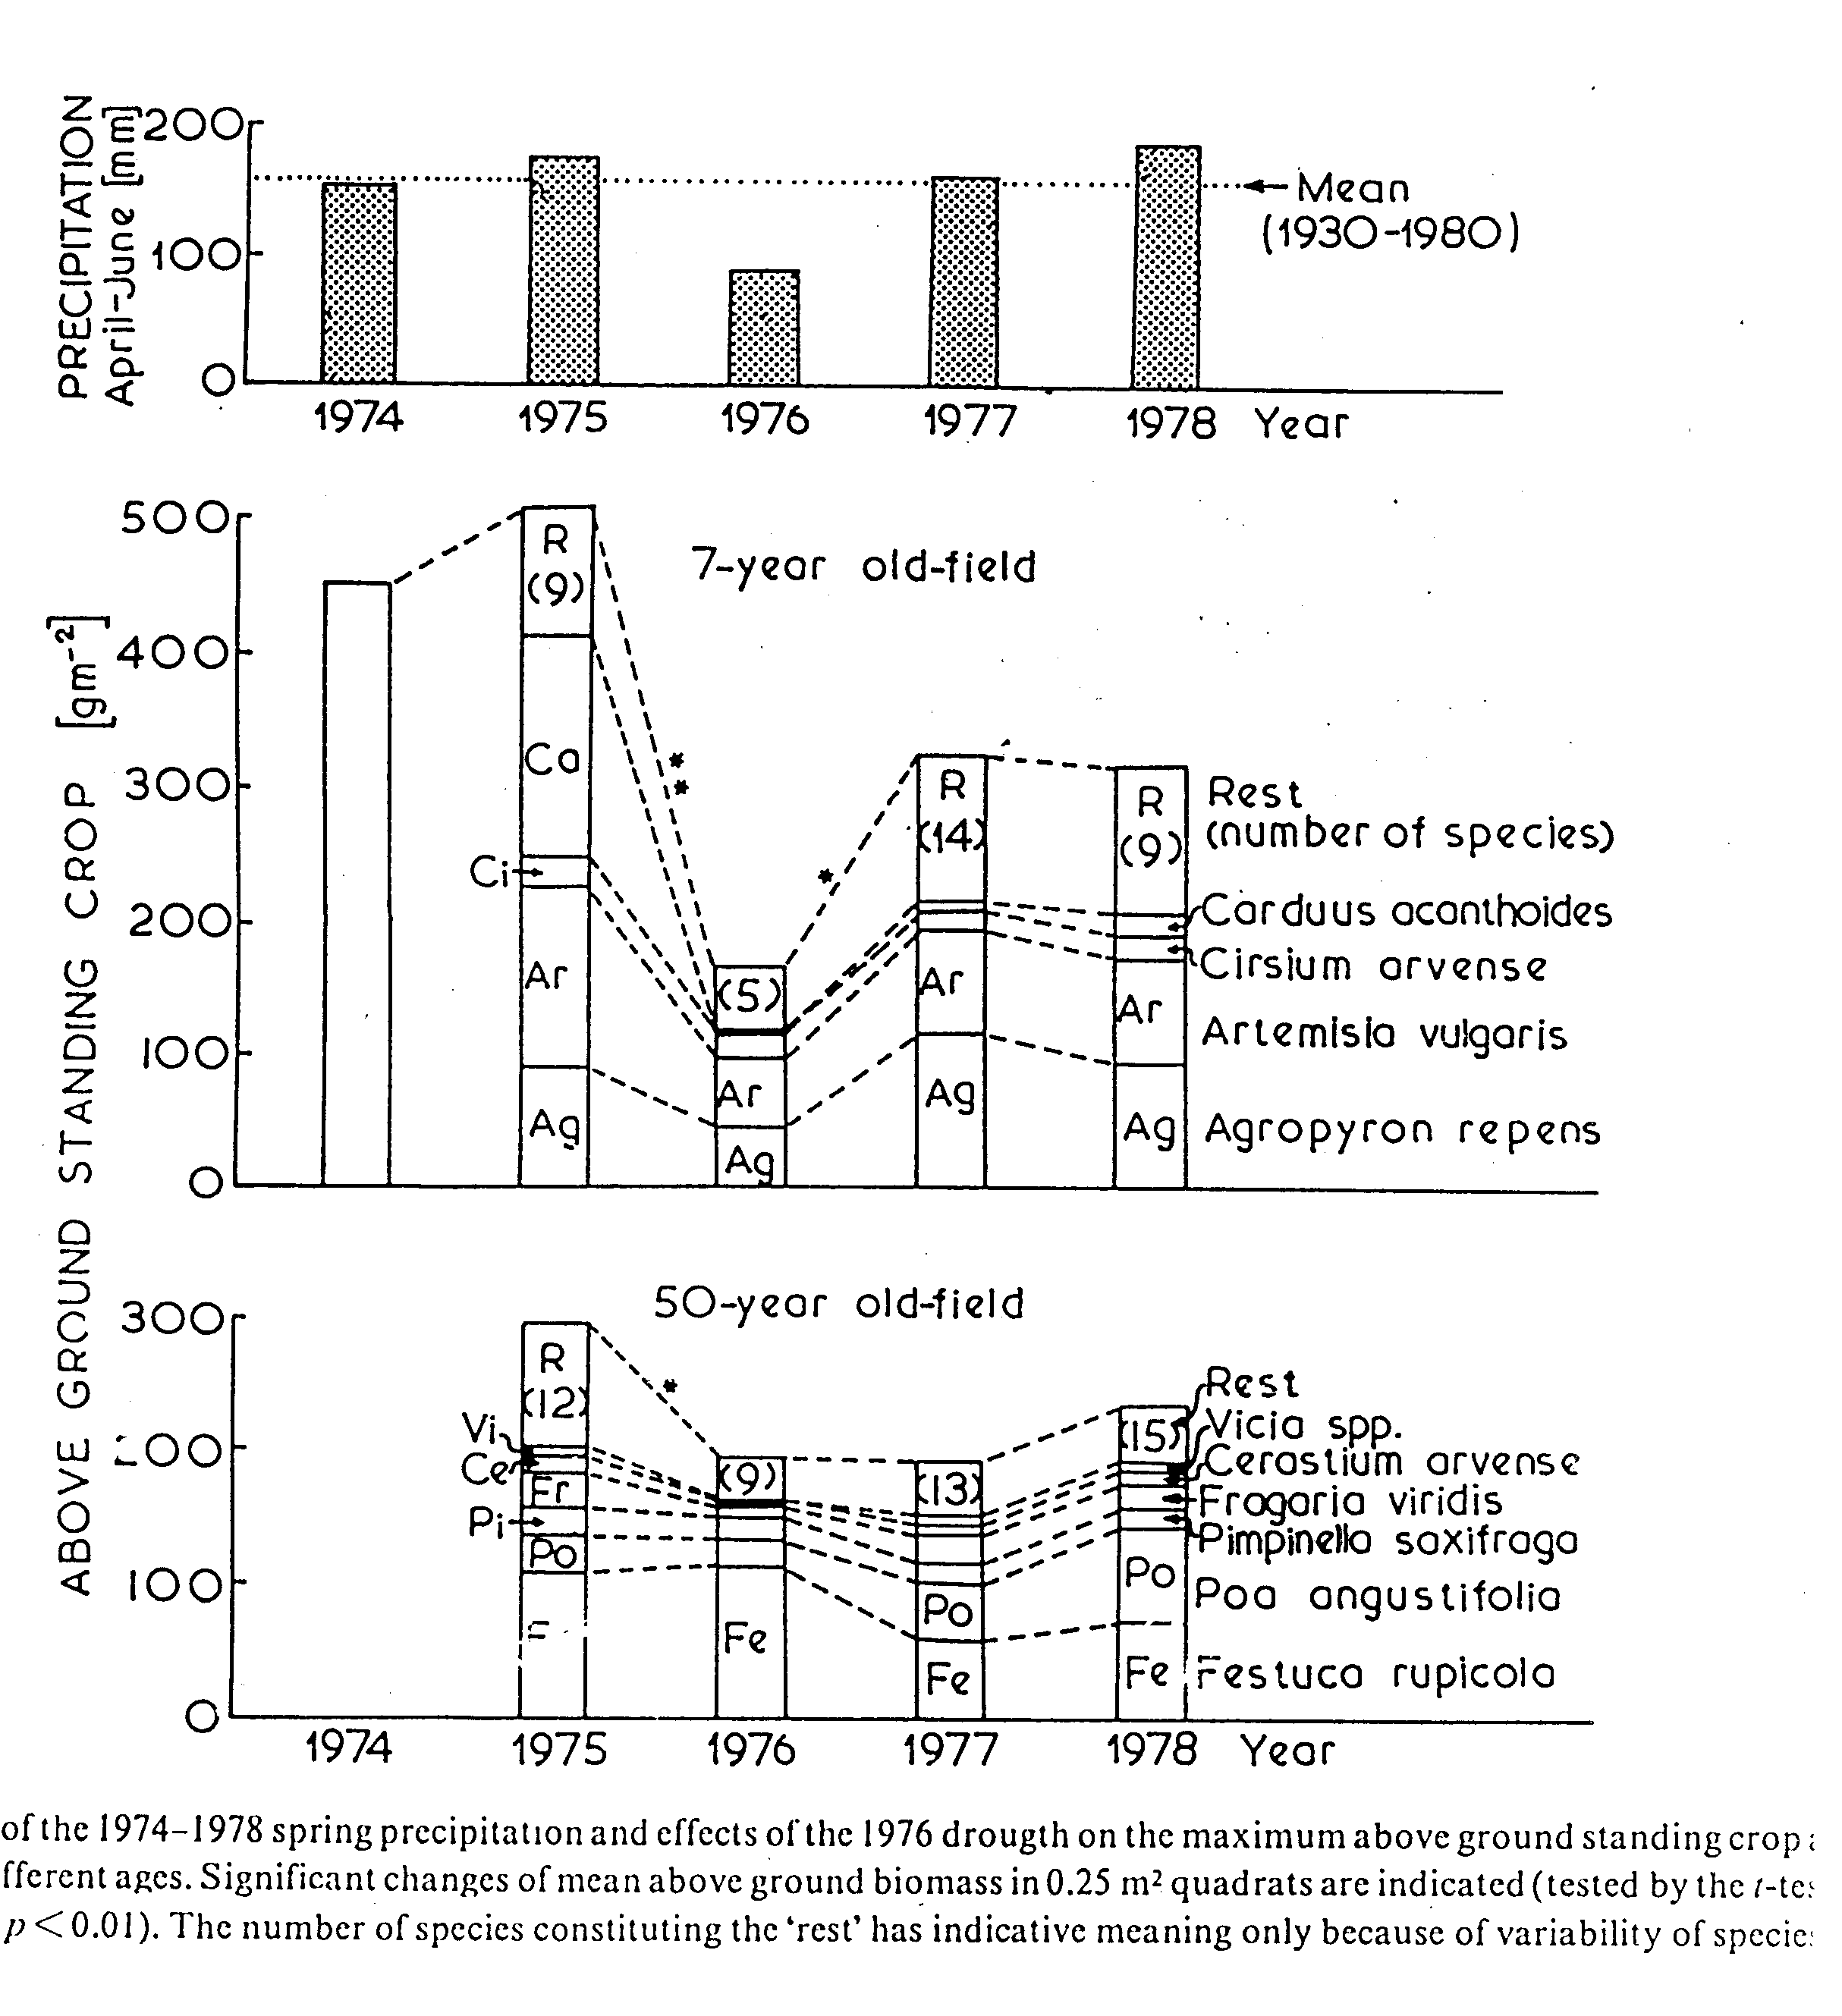 PRECIPITATION
April-June [mm]
200
100
0
Mean
(1930-1980)
1974 1975 1976 1977 1978 Year
ABOVE GROUND STANDING CROP [gm⁻²]
7-year old-field
500
400
300
200
100
0
R
(9)
Ca
Ci
Ar
Ag
*
*
(5)
Ar
Ag
*
R
(14)
Ar
Ag
R
(9)
Ar
Ag
Rest
(number of species)
Carduus acanthoides
Cirsium arvense
Artemisia vulgaris
Agropyron repens
50-year old-field
300
100
0
R
(12)
Vi
Ce
Fr
Pi
Po
F
*
(9)
Fe
(13)
Po
Fe
(15)
Po
Fe
Rest
Vicia spp.
Cerastium arvense
Fragaria viridis
Pimpinella saxifraga
Poa angustifolia
Festuca rupicola
1974 1975 1976 1977 1978 Year
of the 1974–1978 spring precipitation and effects of the 1976 drougth on the maximum above ground standing crop
fferent ages. Significant changes of mean above ground biomass in 0.25 m² quadrats are indicated (tested by the t-tes
p < 0.01). The number of species constituting the ‘rest’ has indicative meaning only because of variability of species